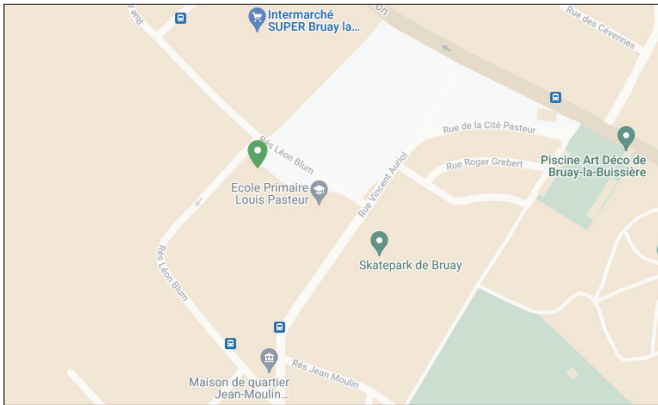 Intermarché
SUPER Bruay la...
on
Rue des Cévennes
Rue d
Rue de la Cité Pasteur
Rés Léon Blum
Piscine Art Déco de
Bruay-la-Buissière
Rue Roger Grebert
Ecole Primaire
Louis Pasteur
Rue Vincent Auriol
Skatepark de Bruay
Rés Léon Blum
Rés Jean Moulin
Maison de quartier
Jean-Moulin...